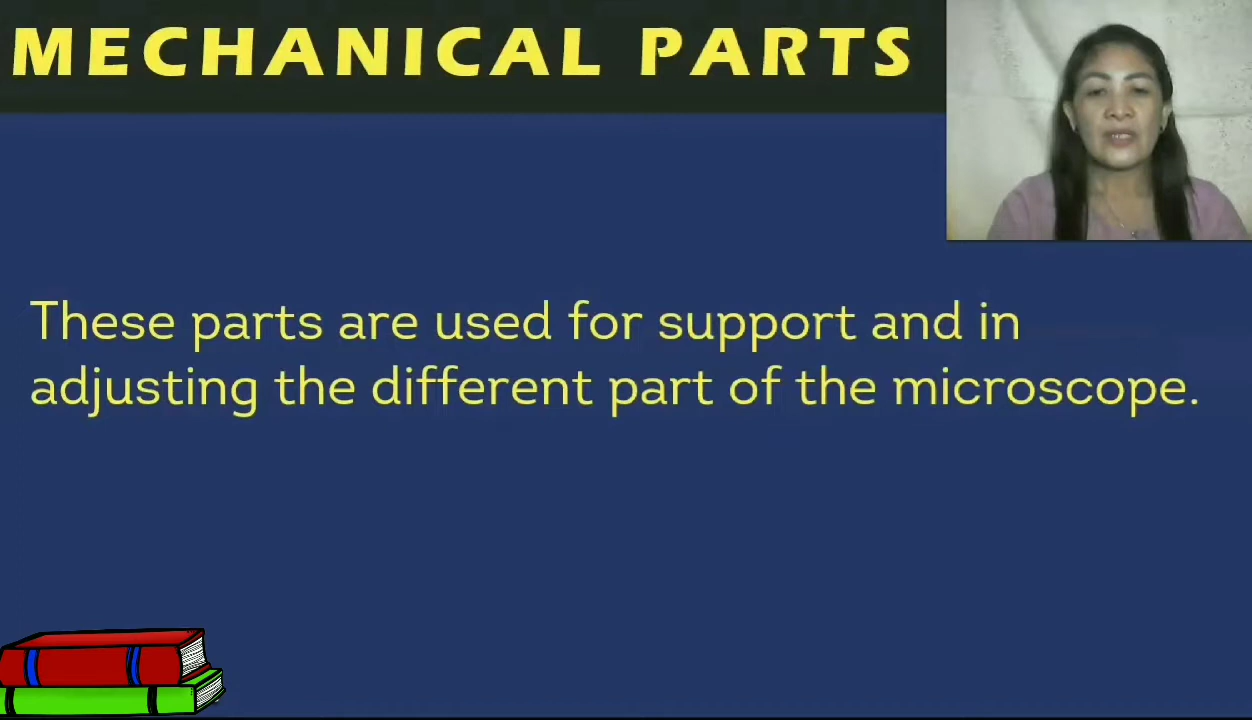 MECHANICAL PARTS
These parts are used for support and in
adjusting the different part of the microscope.